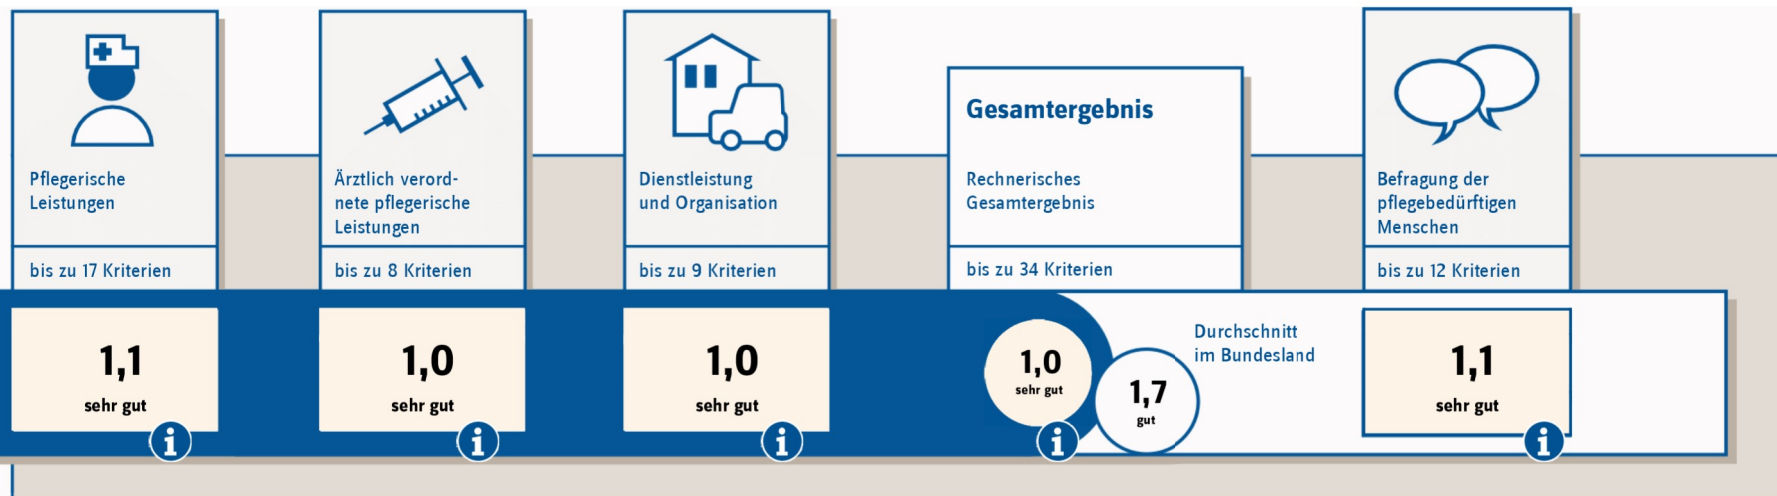 Pflegerische
Leistungen
bis zu 17 Kriterien
1,1
sehr gut
Ärztlich verord-
nete pflegerische
Leistungen
bis zu 8 Kriterien
1,0
sehr gut
Dienstleistung
und Organisation
bis zu 9 Kriterien
1,0
sehr gut
Gesamtergebnis
Rechnerisches
Gesamtergebnis
bis zu 34 Kriterien
1,0
sehr gut
1,7
gut
Durchschnitt
im Bundesland
Befragung der
pflegebedürftigen
Menschen
bis zu 12 Kriterien
1,1
sehr gut